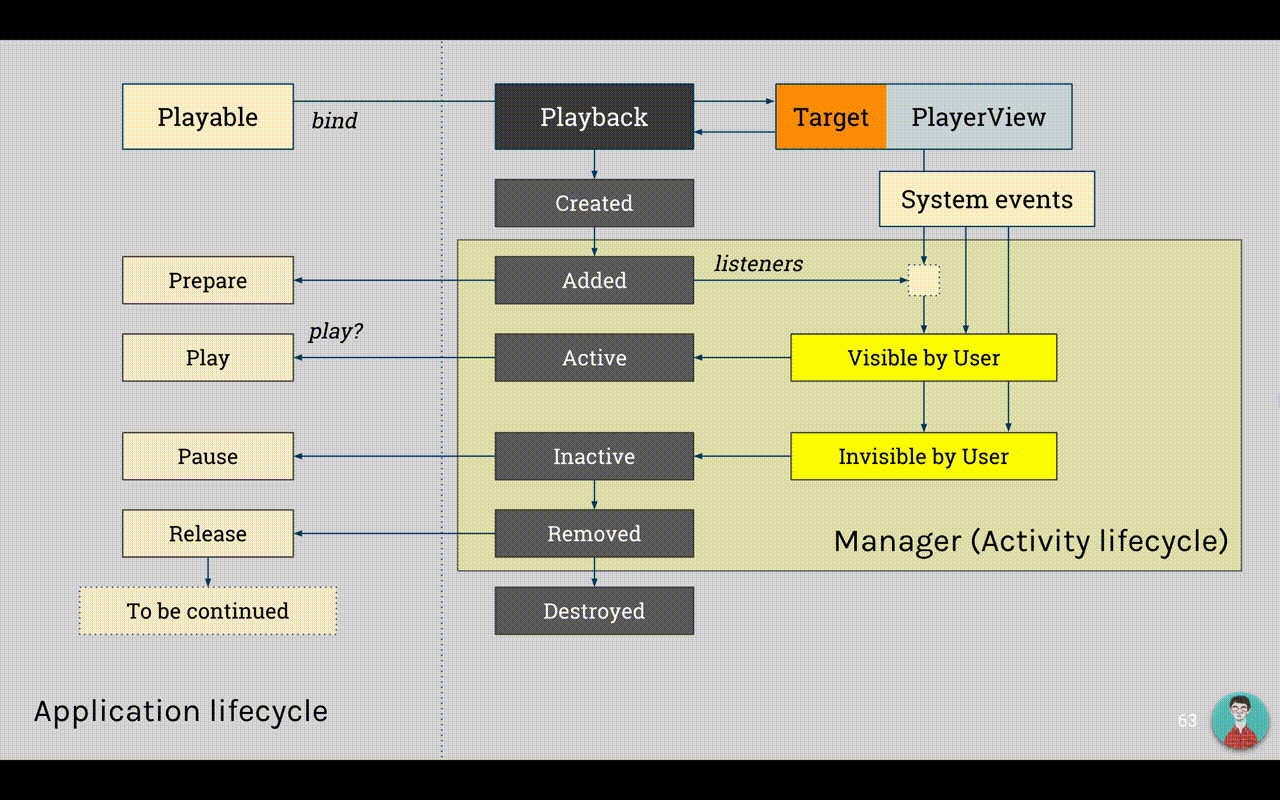 Playable
bind
Playback
Target
PlayerView
Created
System events
Prepare
Added
listeners
play?
Play
Active
Visible by User
Pause
Inactive
Invisible by User
Release
Removed
Manager (Activity lifecycle)
To be continued
Destroyed
Application lifecycle
63